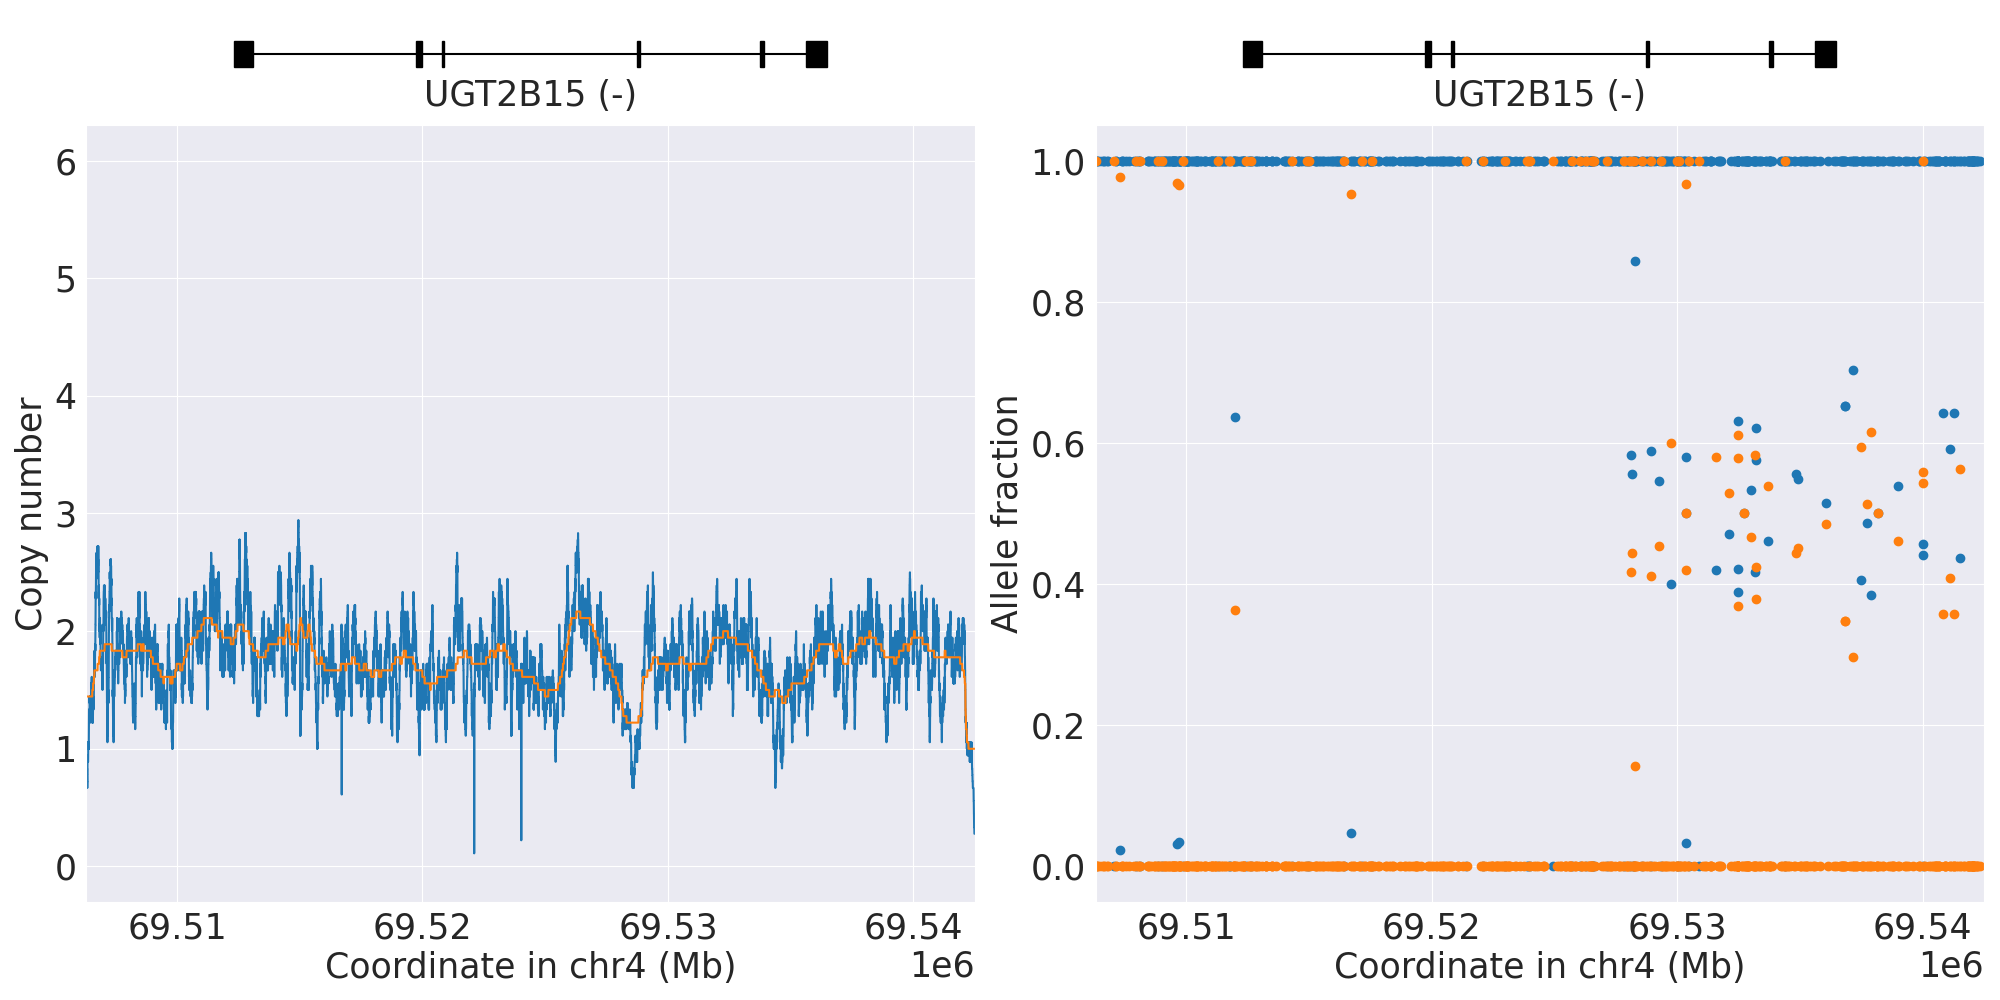 UGT2B15 (-)
UGT2B15 (-)
Copy number
6
5
4
3
2
1
0
69.51 69.52 69.53 69.54
Coordinate in chr4 (Mb) 1e6
Allele fraction
1.0
0.8
0.6
0.4
0.2
0.0
69.51 69.52 69.53 69.54
Coordinate in chr4 (Mb) 1e6